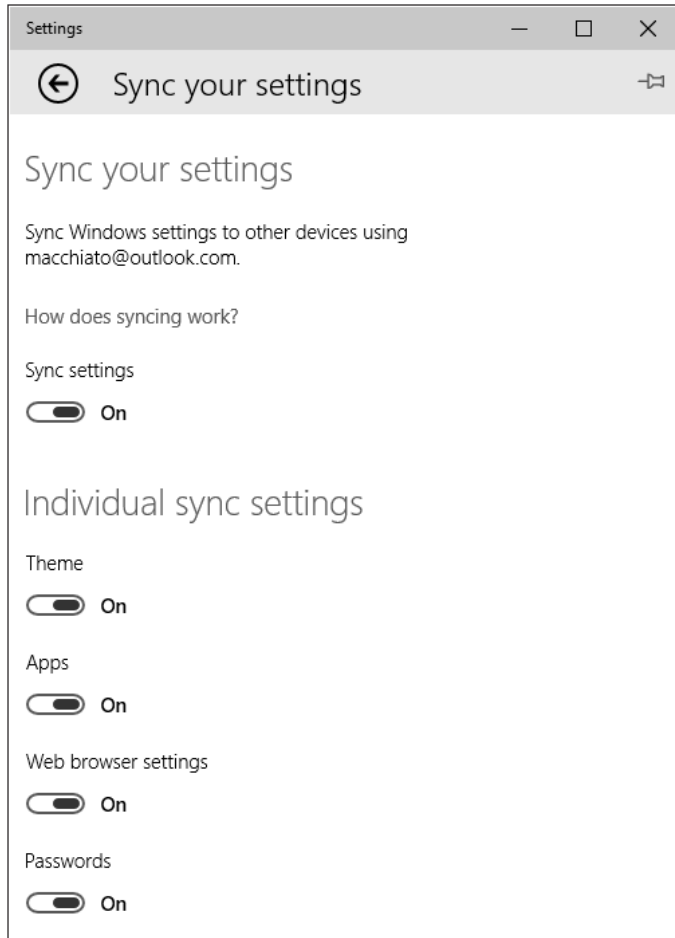 Settings
Sync your settings
Sync your settings
Sync Windows settings to other devices using
macchiato@outlook.com.
How does syncing work?
Sync settings
On
Individual sync settings
Theme
On
Apps
On
Web browser settings
On
Passwords
On